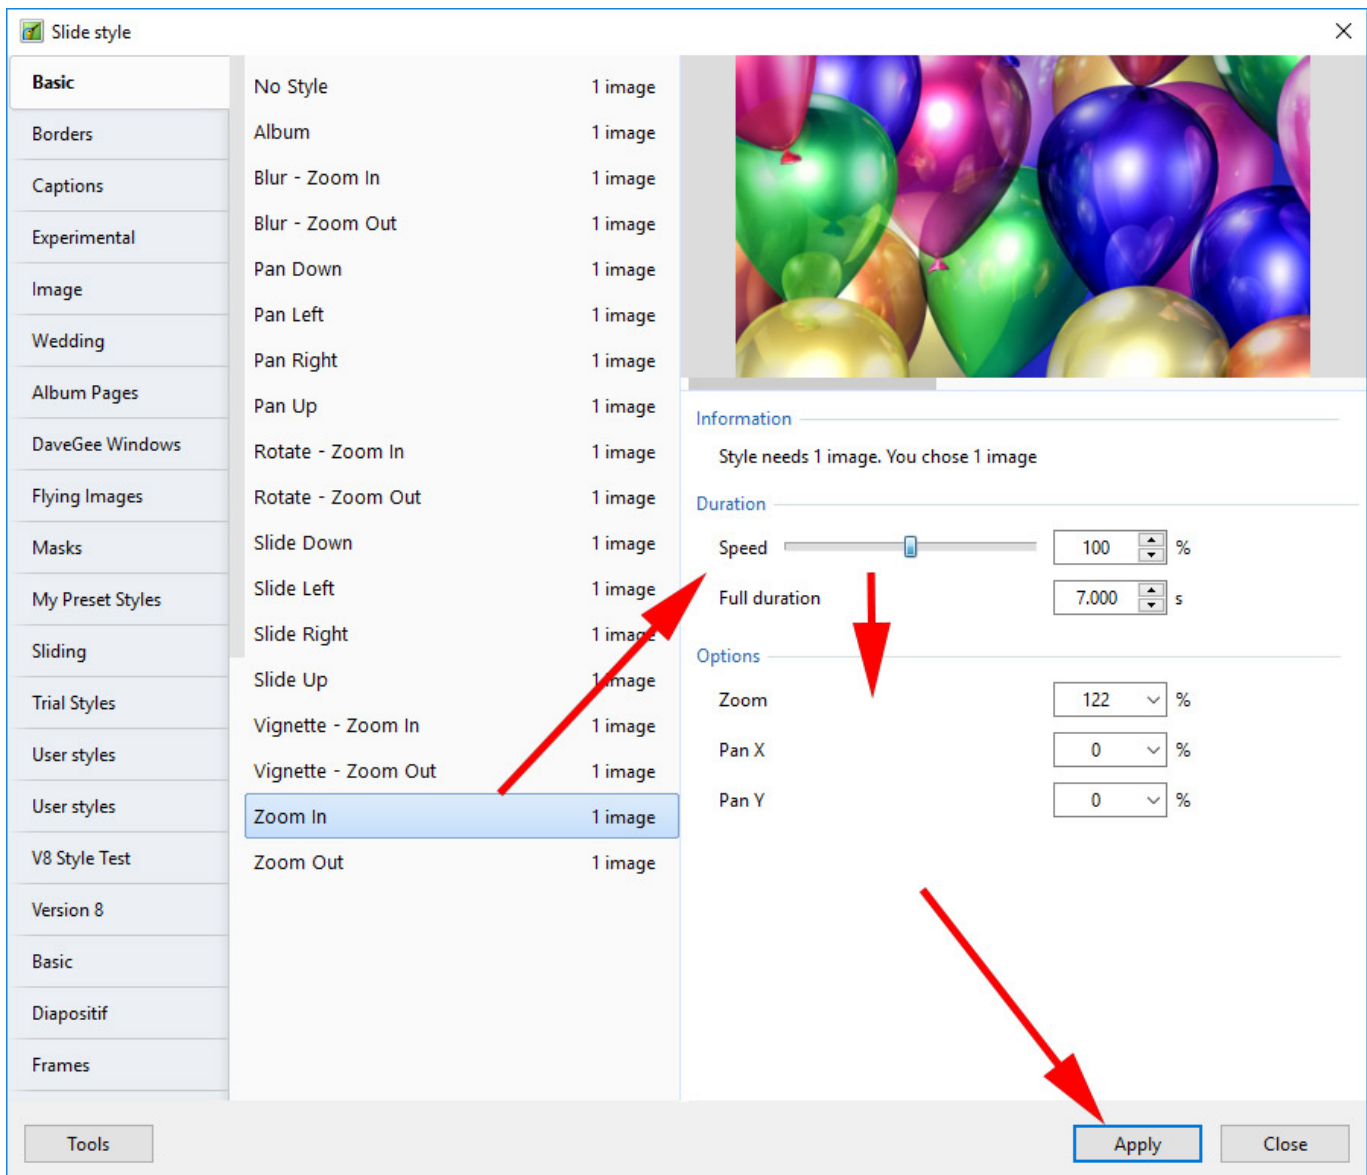 Slide style
Basic
Borders
Captions
Experimental
Image
Wedding
Album Pages
DaveGee Windows
Flying Images
Masks
My Preset Styles
Sliding
Trial Styles
User styles
User styles
V8 Style Test
Version 8
Basic
Diapositif
Frames
No Style 1 image
Album 1 image
Blur - Zoom In 1 image
Blur - Zoom Out 1 image
Pan Down 1 image
Pan Left 1 image
Pan Right 1 image
Pan Up 1 image
Rotate - Zoom In 1 image
Rotate - Zoom Out 1 image
Slide Down 1 image
Slide Left 1 image
Slide Right 1 image
Slide Up 1 image
Vignette - Zoom In 1 image
Vignette - Zoom Out 1 image
Zoom In 1 image
Zoom Out 1 image
Information
Style needs 1 image. You chose 1 image
Duration
Speed 100 %
Full duration 7.000 s
Options
Zoom 122 %
Pan X 0 %
Pan Y 0 %
Tools Apply Close